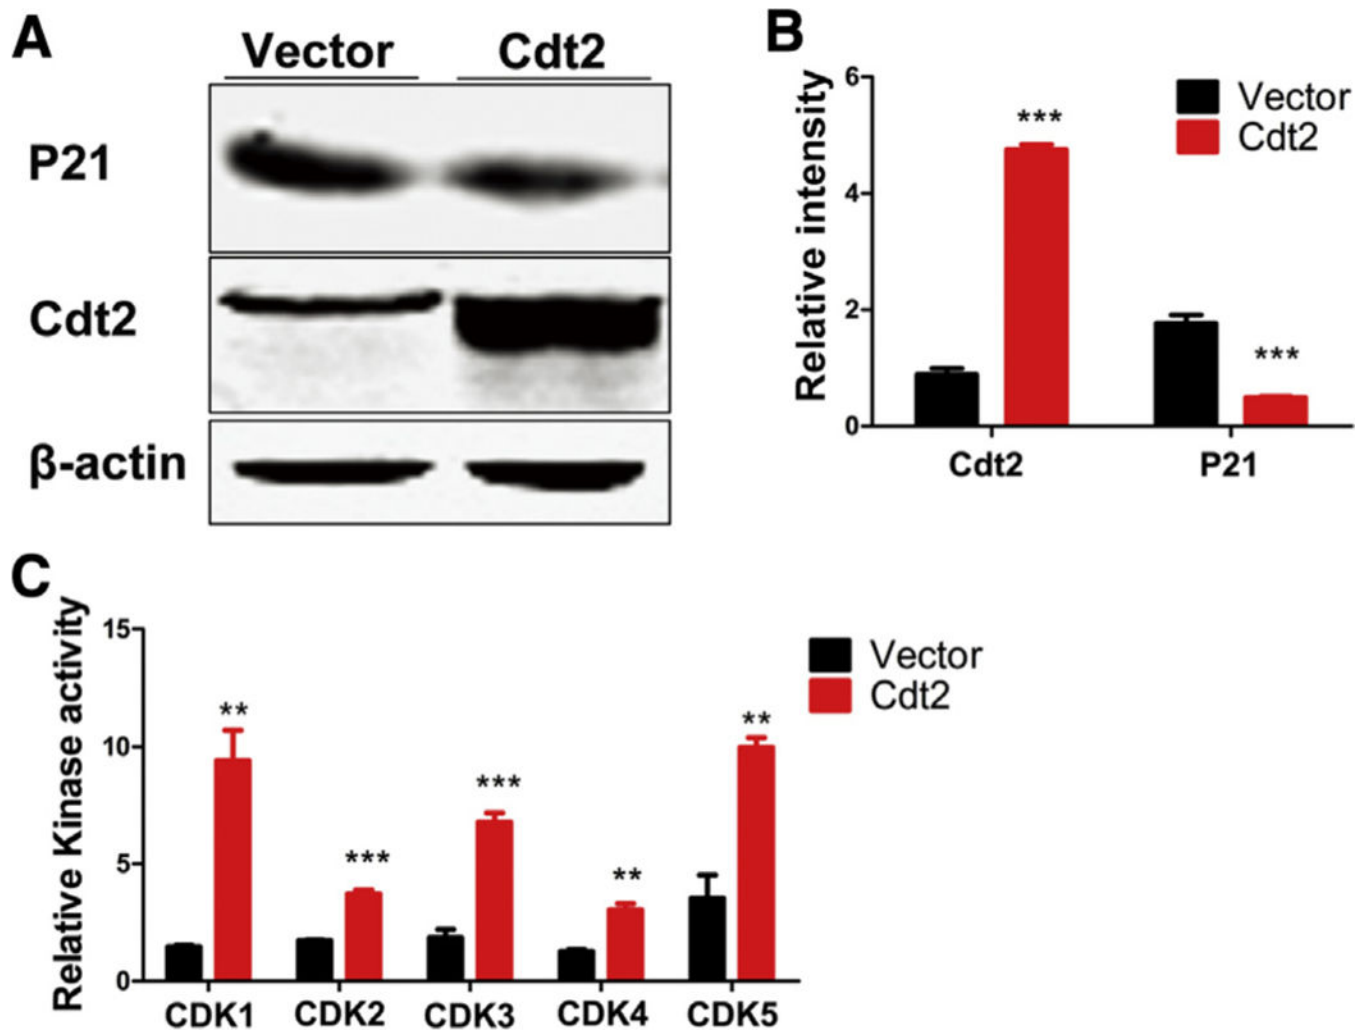 A
Vector Cdt2
P21
Cdt2
β-actin
B
Relative intensity
6
4
2
0
***
***
Vector
Cdt2
Cdt2 P21
C
Relative Kinase activity
15
10
5
0
**
***
***
**
**
Vector
Cdt2
CDK1 CDK2 CDK3 CDK4 CDK5